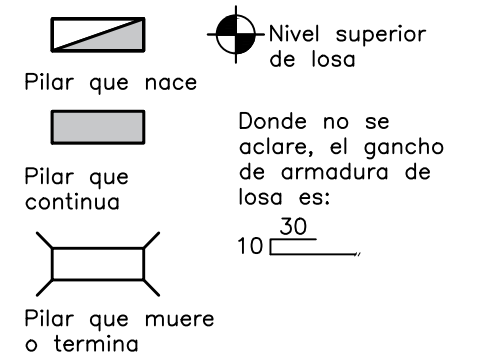 Pilar que nace
Pilar que
continua
Pilar que muere
o termina
Nivel superior
de losa
Donde no se
aclare, el gancho
de armadura de
losa es:
30
10